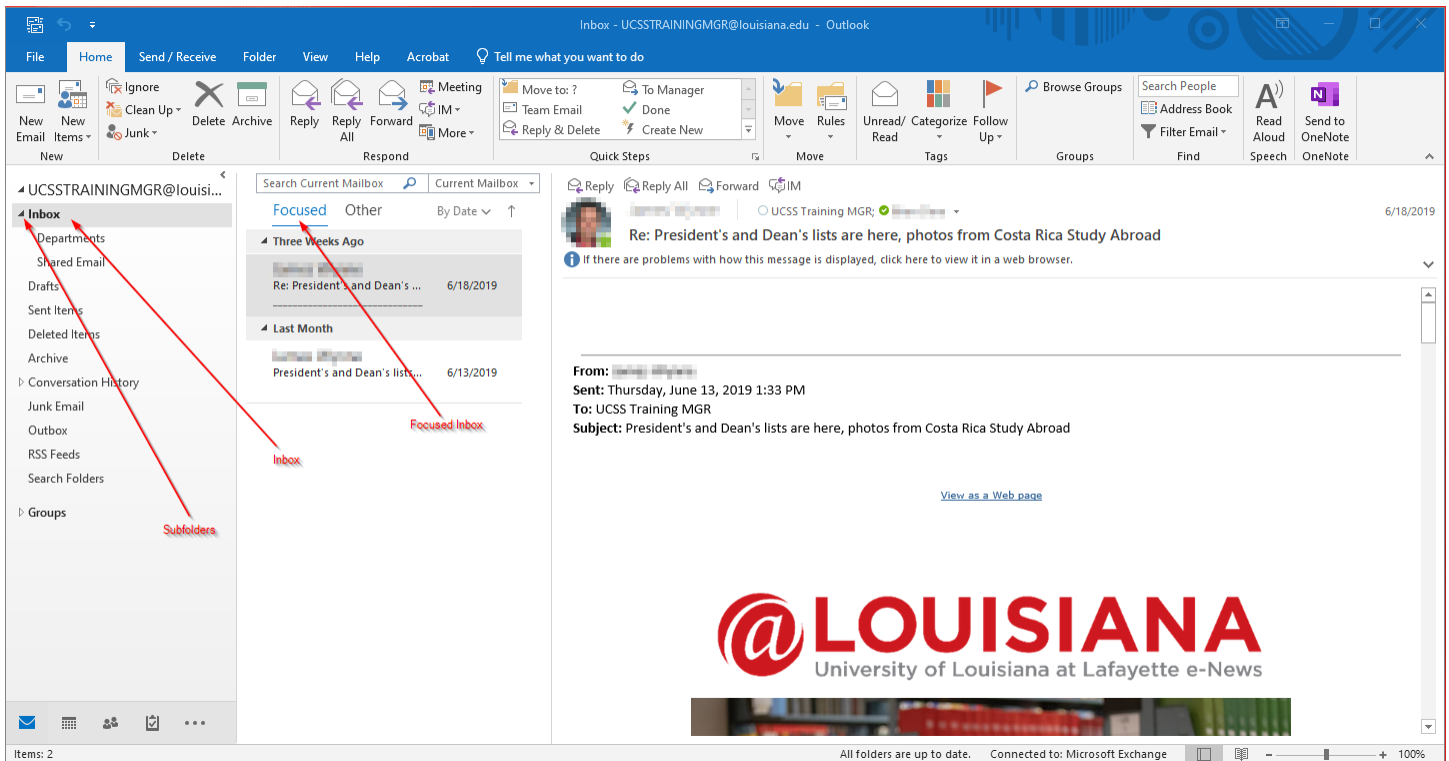 Inbox - UCSSTRAININGMGR@louisiana.edu - Outlook
File Home Send / Receive Folder View Help Acrobat Tell me what you want to do
New Email
New Items
New
Ignore
Clean Up
Junk
Delete
Archive
Delete
Reply
Reply All
Forward
Meeting
IM
More
Respond
Move to: ?
Team Email
Reply & Delete
To Manager
Done
Create New
Quick Steps
Move
Rules
Move
Unread/ Read
Categorize
Follow Up
Tags
Browse Groups
Groups
Search People
Address Book
Filter Email
Find
Read Aloud
Speech
Send to OneNote
OneNote
UCSSTRAININGMGR@louisi...
Inbox
Departments
Shared Email
Drafts
Sent Items
Deleted Items
Archive
Conversation History
Junk Email
Outbox
RSS Feeds
Search Folders
Groups
Subfolders
Inbox
Search Current Mailbox Current Mailbox
Focused Other By Date
Three Weeks Ago
Re: President's and Dean's ... 6/18/2019
Last Month
President's and Dean's lists... 6/13/2019
Focused Inbox
Reply Reply All Forward IM
UCSS Training MGR;
6/18/2019
Re: President's and Dean's lists are here, photos from Costa Rica Study Abroad
If there are problems with how this message is displayed, click here to view it in a web browser.
From:
Sent: Thursday, June 13, 2019 1:33 PM
To: UCSS Training MGR
Subject: President's and Dean's lists are here, photos from Costa Rica Study Abroad
View as a Web page
@LOUISIANA
University of Louisiana at Lafayette e-News
Items: 2
All folders are up to date. Connected to: Microsoft Exchange 100%